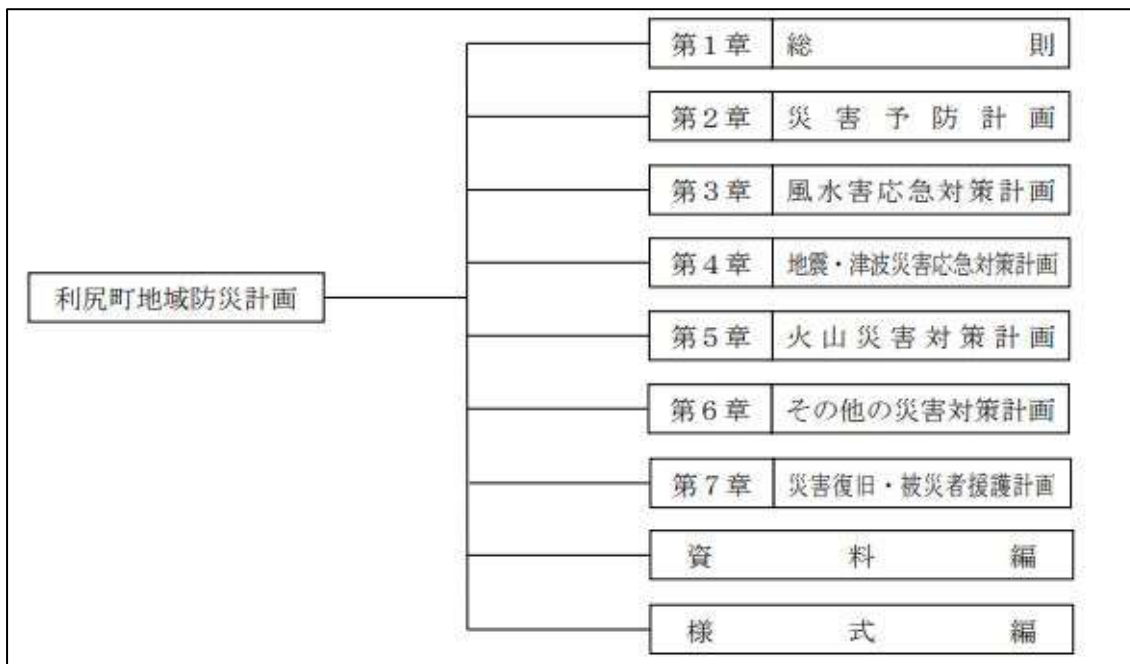 第1章 総則
第2章 災害予防計画
第3章 風水害応急対策計画
第4章 地震・津波災害応急対策計画
利尻町地域防災計画
第5章 火山災害対策計画
第6章 その他の災害対策計画
第7章 災害復旧・被災者援護計画
資料編
様式編